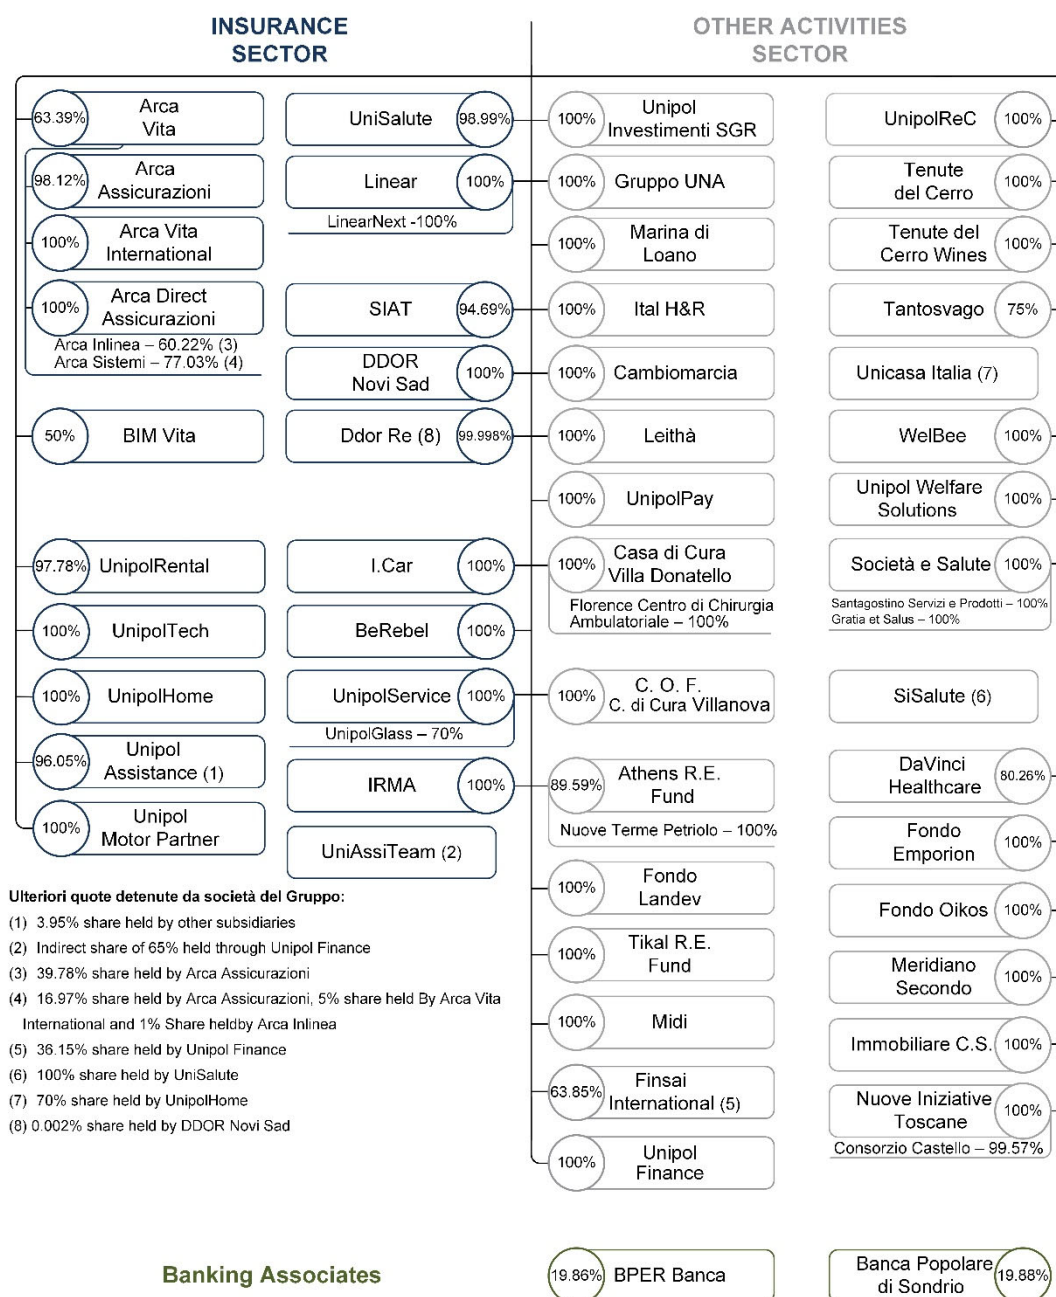 INSURANCE
SECTOR
63.39%
Arca
Vita
98.12%
Arca
Assicurazioni
100%
Arca Vita
International
100%
Arca Direct
Assicurazioni
Arca Inlinea – 60.22% (3)
Arca Sistemi – 77.03% (4)
50%
BIM Vita
97.78%
UnipolRental
100%
UnipolTech
100%
UnipolHome
96.05%
Unipol
Assistance (1)
100%
Unipol
Motor Partner
UniSalute
98.99%
Linear
100%
LinearNext -100%
SIAT
94.69%
DDOR
Novi Sad
100%
Ddor Re (8)
99.998%
I.Car
100%
BeRebel
100%
UnipolService
100%
UnipolGlass – 70%
IRMA
100%
UniAssiTeam (2)
Ulteriori quote detenute da società del Gruppo:
(1) 3.95% share held by other subsidiaries
(2) Indirect share of 65% held through Unipol Finance
(3) 39.78% share held by Arca Assicurazioni
(4) 16.97% share held by Arca Assicurazioni, 5% share held By Arca Vita
International and 1% Share heldby Arca Inlinea
(5) 36.15% share held by Unipol Finance
(6) 100% share held by UniSalute
(7) 70% share held by UnipolHome
(8) 0.002% share held by DDOR Novi Sad
OTHER ACTIVITIES
SECTOR
100%
Unipol
Investimenti SGR
100%
Gruppo UNA
100%
Marina di
Loano
100%
Ital H&R
100%
Cambiomarcia
100%
Leithà
100%
UnipolPay
100%
Casa di Cura
Villa Donatello
Florence Centro di Chirurgia
Ambulatoriale – 100%
100%
C. O. F.
C. di Cura Villanova
89.59%
Athens R.E.
Fund
Nuove Terme Petriolo – 100%
100%
Fondo
Landev
100%
Tikal R.E.
Fund
100%
Midi
63.85%
Finsai
International (5)
100%
Unipol
Finance
UnipolReC
100%
Tenute
del Cerro
100%
Tenute del
Cerro Wines
100%
Tantosvago
75%
Unicasa Italia (7)
WelBee
100%
Unipol Welfare
Solutions
100%
Società e Salute
100%
Santagostino Servizi e Prodotti – 100%
Gratia et Salus – 100%
SiSalute (6)
DaVinci
Healthcare
80.26%
Fondo
Emporion
100%
Fondo Oikos
100%
Meridiano
Secondo
100%
Immobiliare C.S.
100%
Nuove Iniziative
Toscane
100%
Consorzio Castello – 99.57%
Banking Associates
19.86%
BPER Banca
Banca Popolare
di Sondrio
19.88%